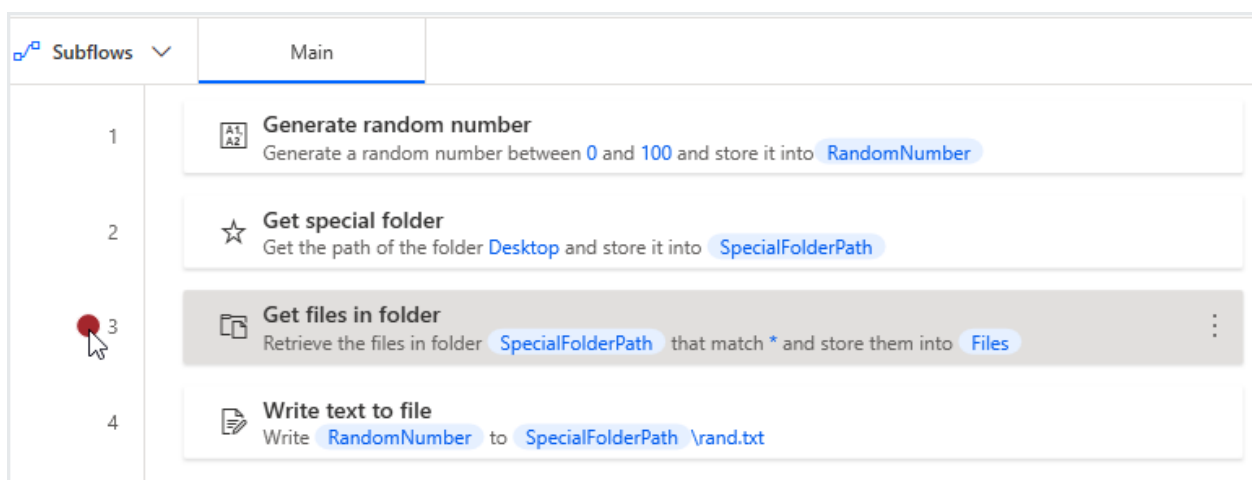 Subflows
Main
1
Generate random number
Generate a random number between 0 and 100 and store it into RandomNumber
2
Get special folder
Get the path of the folder Desktop and store it into SpecialFolderPath
3
Get files in folder
Retrieve the files in folder SpecialFolderPath that match * and store them into Files
4
Write text to file
Write RandomNumber to SpecialFolderPath \rand.txt